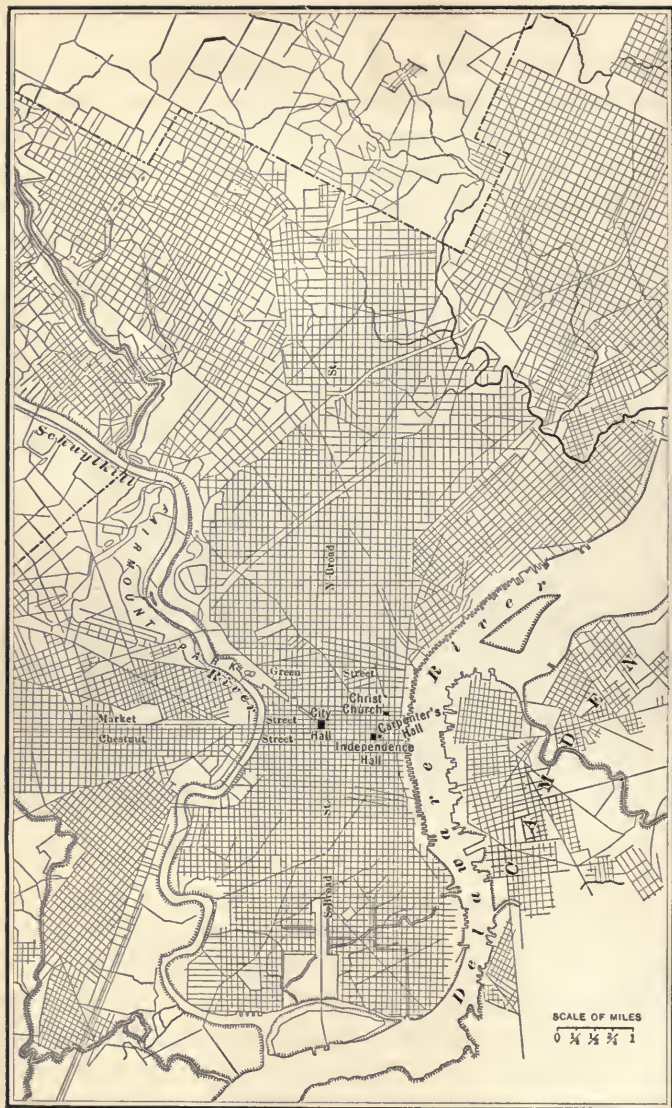 Schuylkill
FAIRMOUNT
River
St.
N. Broad
Green Street
Market Street
Chestnut Street
City
Hall
Christ
Church
Carpenter's
Hall
Independence
Hall
St.
S. Broad
Delaware River
CAMDEN
SCALE OF MILES
0 ¼ ½ ¾ 1